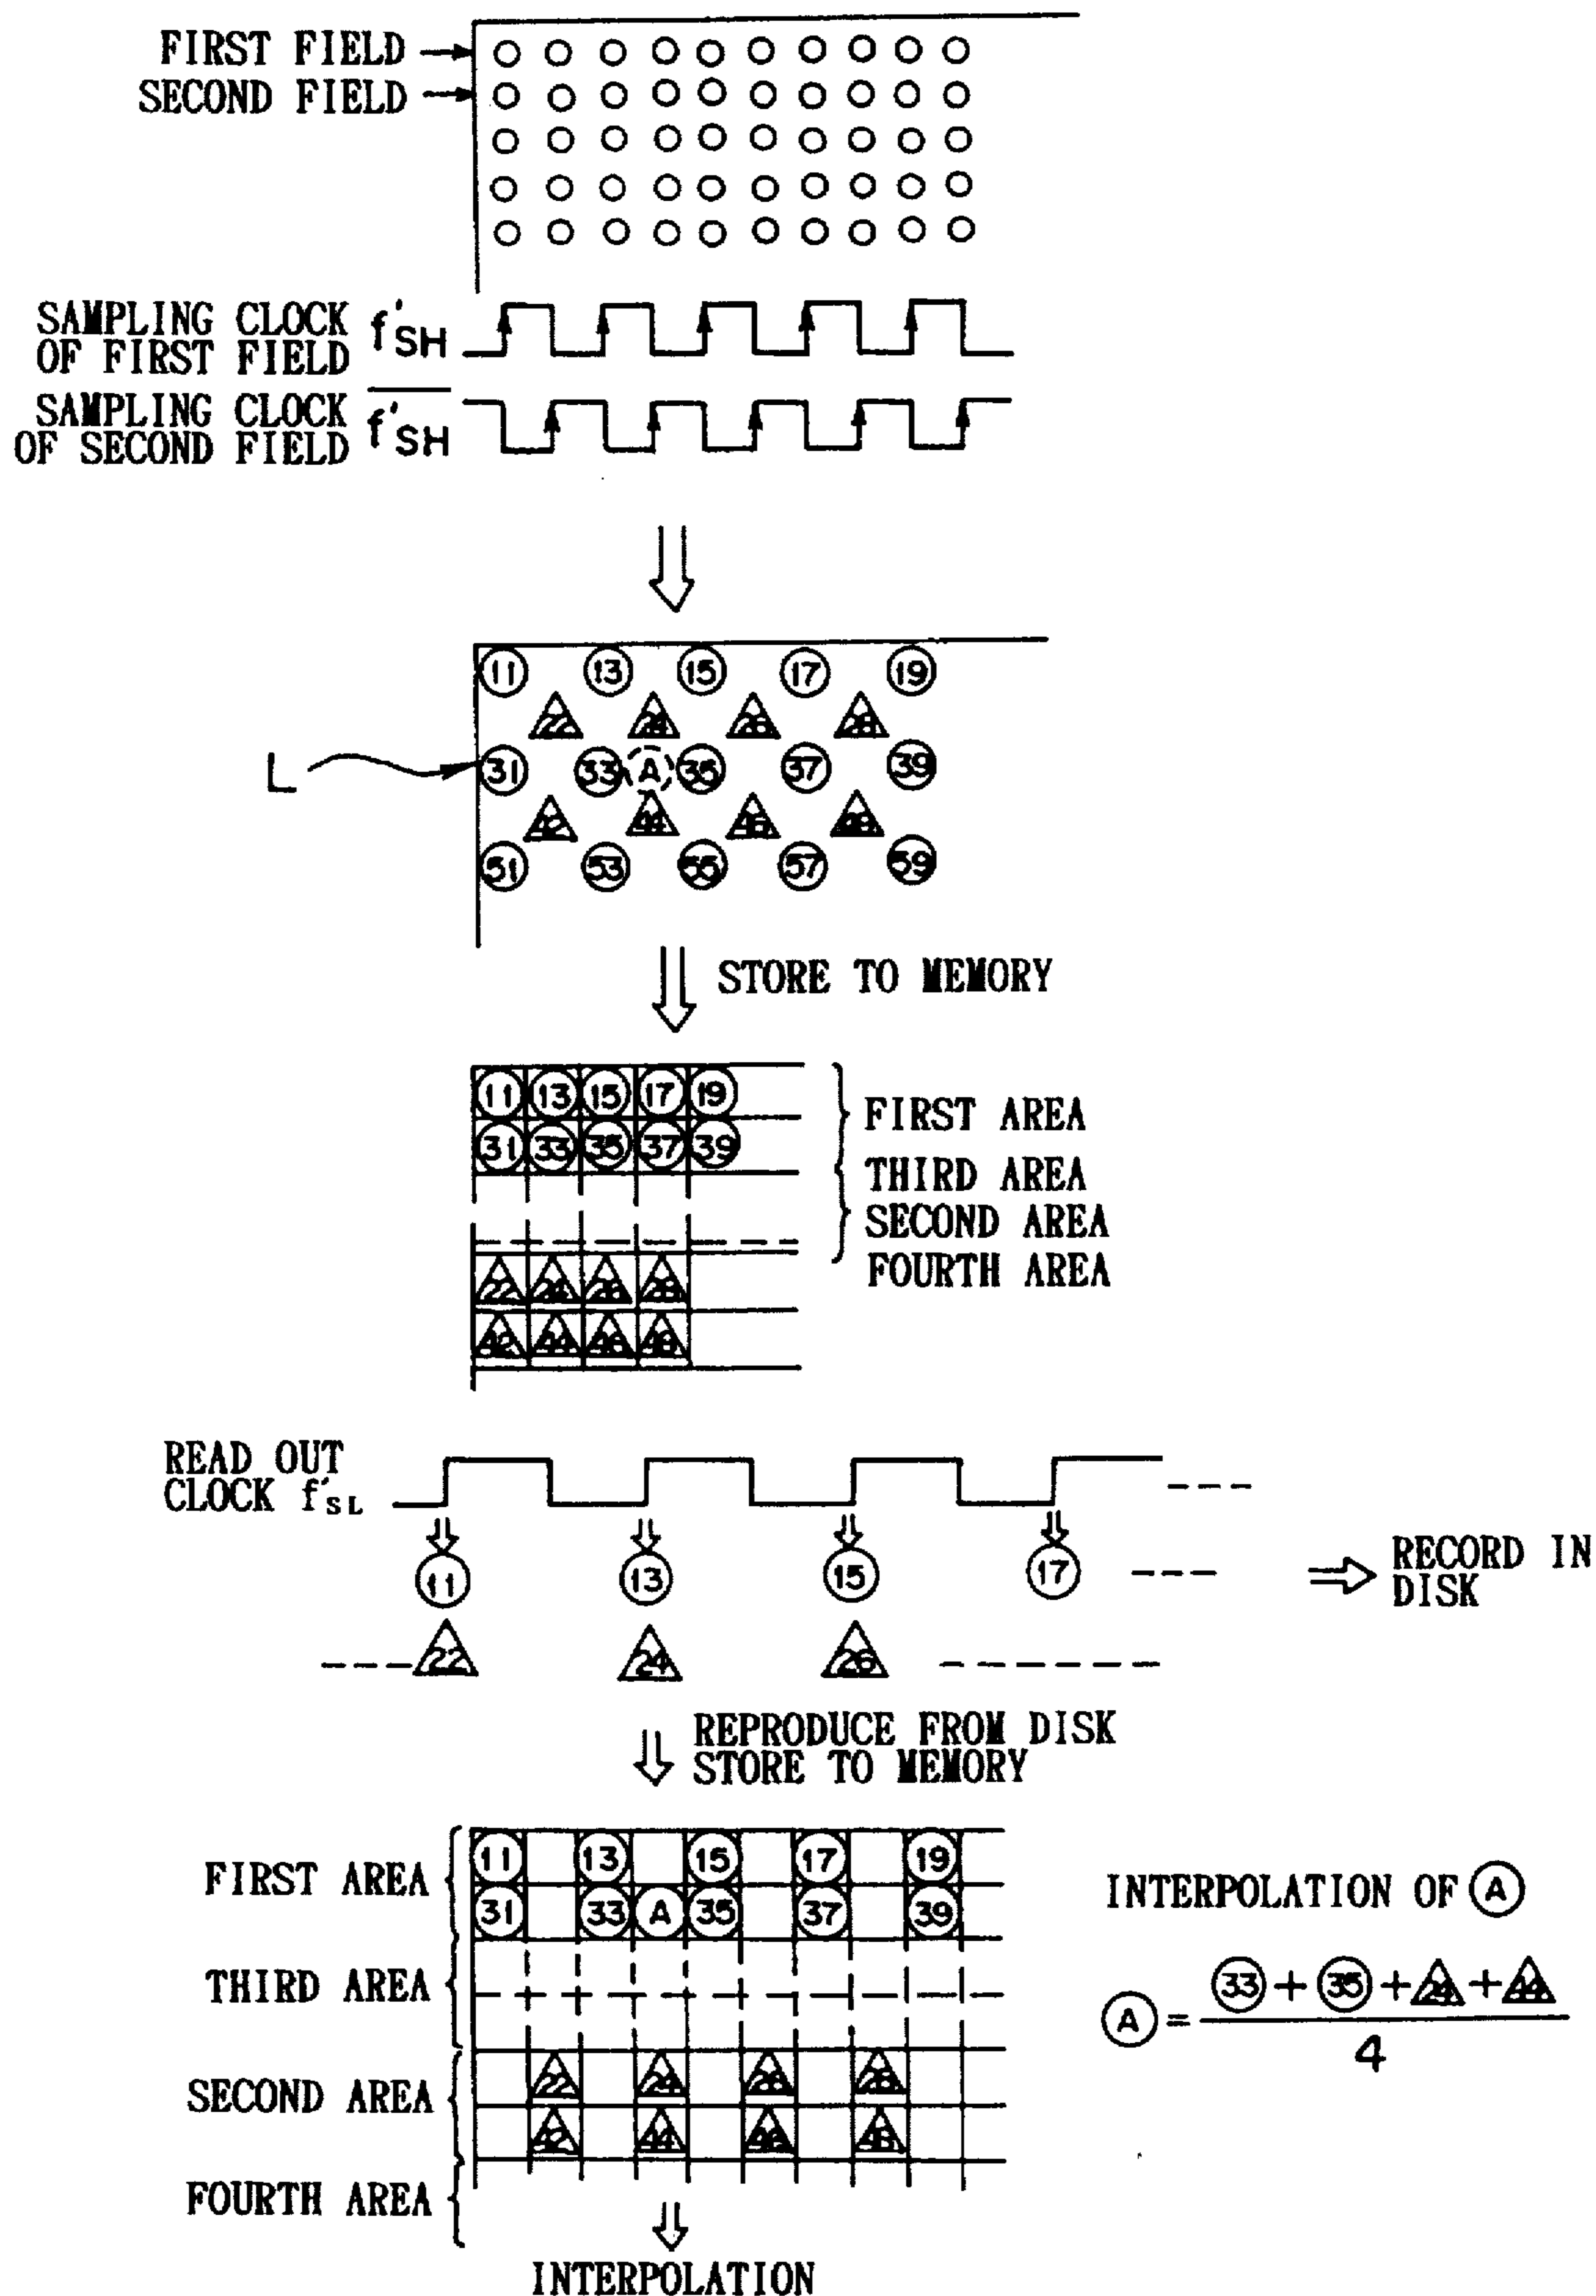 FIRST FIELD
SECOND FIELD
SAMPLING CLOCK
OF FIRST FIELD f'SH
SAMPLING CLOCK
OF SECOND FIELD f'SH
11 13 15 17 19
22 24 26 28
L
31 33 A 35 37 39
42 44 46 48
51 53 55 57 59
STORE TO MEMORY
11 13 15 17 19
31 33 35 37 39
FIRST AREA
THIRD AREA
SECOND AREA
FOURTH AREA
22 24 26 28
42 44 46 48
READ OUT
CLOCK f'SL
11 13 15 17
RECORD IN
DISK
22 24 26
REPRODUCE FROM DISK
STORE TO MEMORY
FIRST AREA
11 13 15 17 19
31 33 A 35 37 39
THIRD AREA
SECOND AREA
22 24 26 28
42 44 46 48
FOURTH AREA
INTERPOLATION
INTERPOLATION OF A
A = 33 + 35 + 24 + 44
4